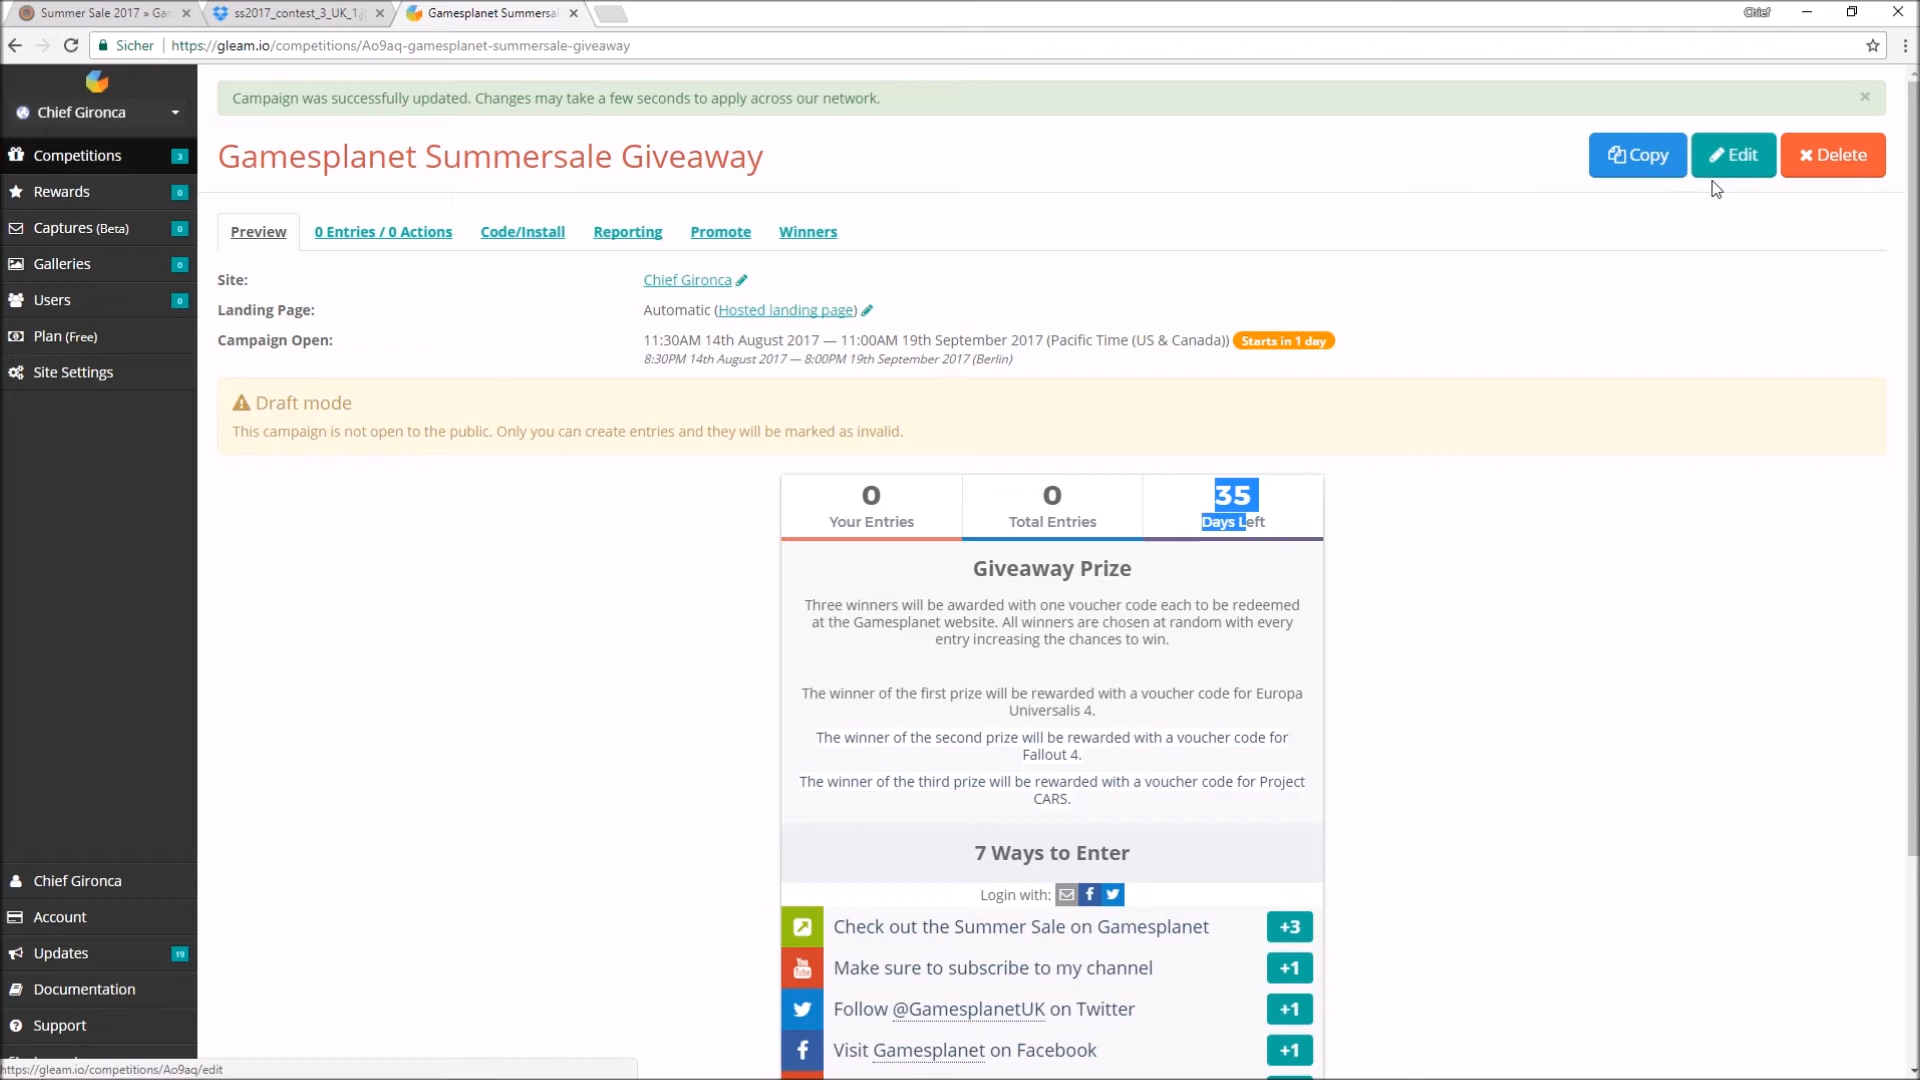 Summer Sale 2017 » Gan
ss2017_contest_3_UK_1.j
Gamesplanet Summersa
Chief
Sicher
https://gleam.io/competitions/Ao9aq-gamesplanet-summersale-giveaway
Chief Gironca
Competitions 3
Rewards 0
Captures (Beta) 0
Galleries 0
Users 0
Plan (Free)
Site Settings
Chief Gironca
Account
Updates 19
Documentation
Support
https://gleam.io/competitions/Ao9aq/edit
Campaign was successfully updated. Changes may take a few seconds to apply across our network.
Gamesplanet Summersale Giveaway
Copy
Edit
Delete
Preview
0 Entries / 0 Actions
Code/Install
Reporting
Promote
Winners
Site: Chief Gironca
Landing Page: Automatic (Hosted landing page)
Campaign Open: 11:30AM 14th August 2017 — 11:00AM 19th September 2017 (Pacific Time (US & Canada)) Starts in 1 day
8:30PM 14th August 2017 — 8:00PM 19th September 2017 (Berlin)
Draft mode
This campaign is not open to the public. Only you can create entries and they will be marked as invalid.
0 0 35
Your Entries Total Entries Days Left
Giveaway Prize
Three winners will be awarded with one voucher code each to be redeemed
at the Gamesplanet website. All winners are chosen at random with every
entry increasing the chances to win.
The winner of the first prize will be rewarded with a voucher code for Europa
Universalis 4.
The winner of the second prize will be rewarded with a voucher code for
Fallout 4.
The winner of the third prize will be rewarded with a voucher code for Project
CARS.
7 Ways to Enter
Login with:
Check out the Summer Sale on Gamesplanet +3
Make sure to subscribe to my channel +1
Follow @GamesplanetUK on Twitter +1
Visit Gamesplanet on Facebook +1